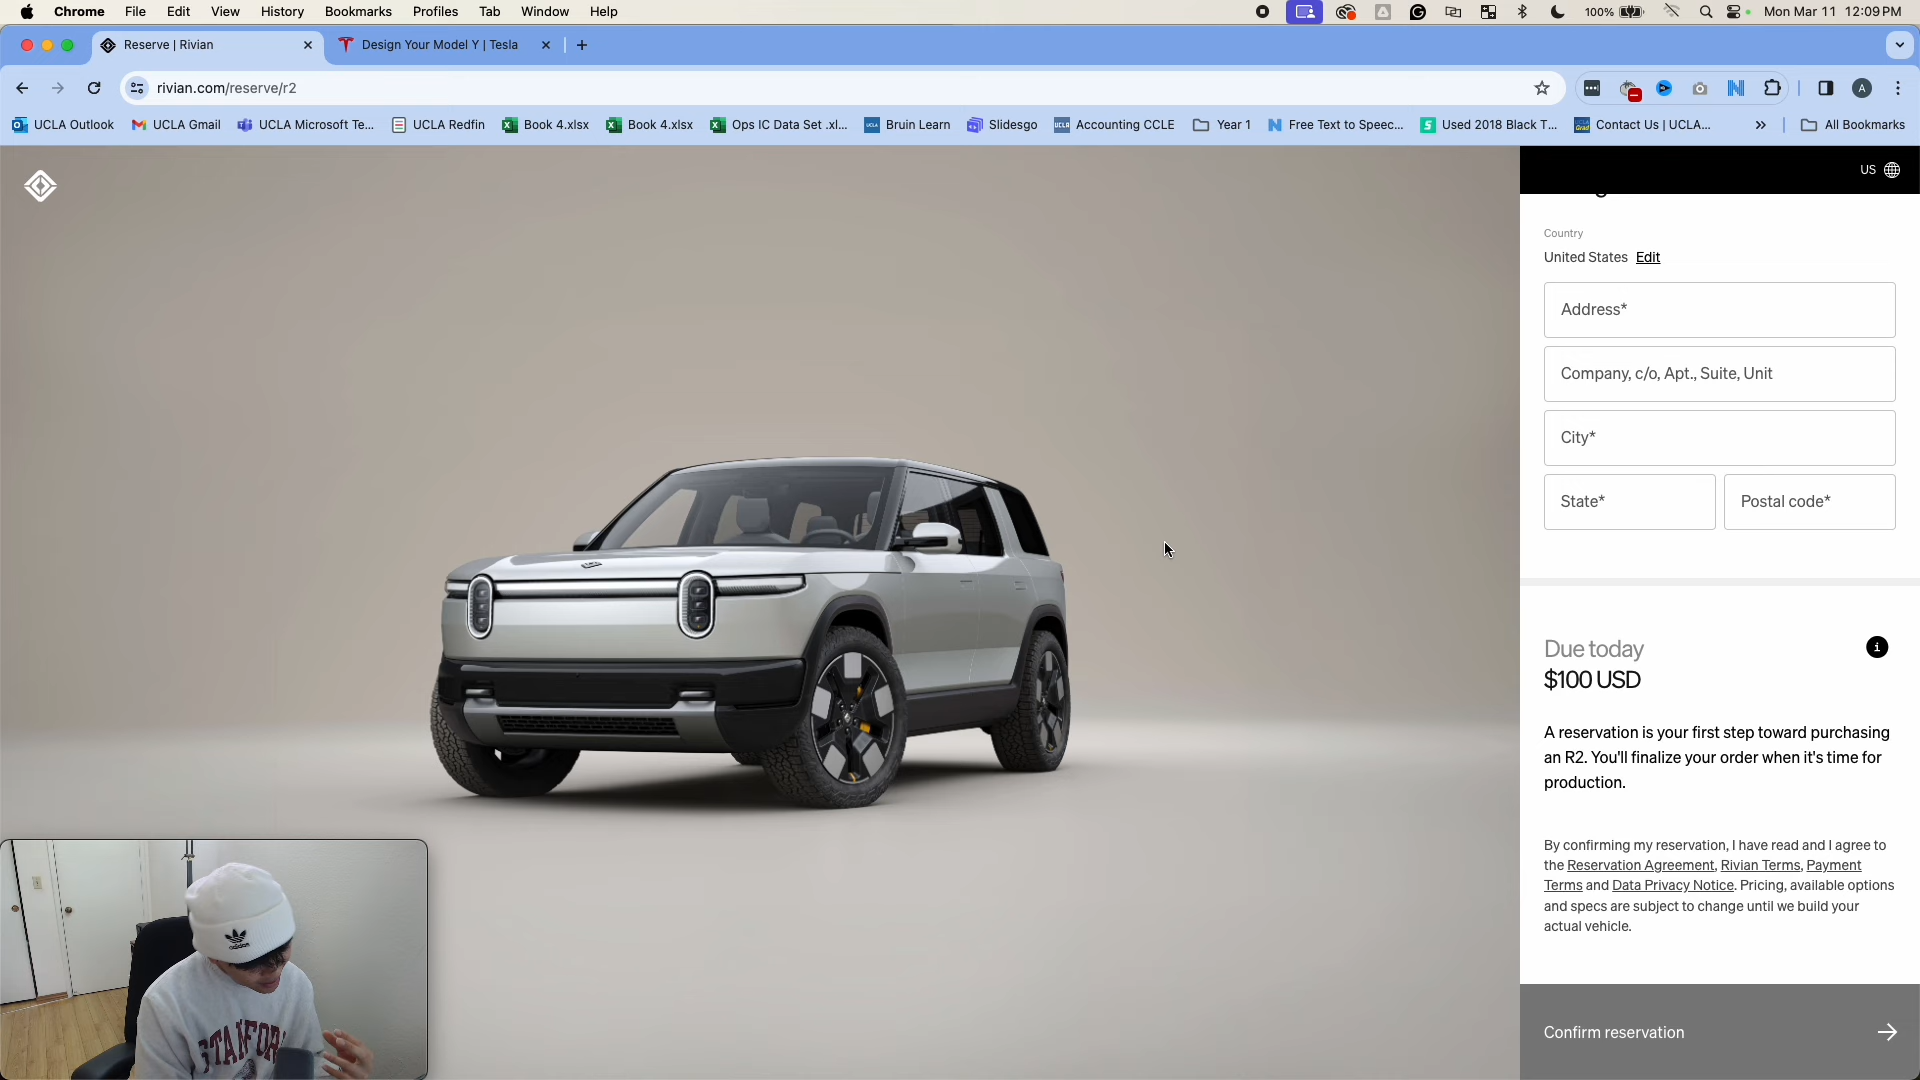 Chrome File Edit View History Bookmarks Profiles Tab Window Help 100% Mon Mar 11 12:09 PM
Reserve | Rivian Design Your Model Y | Tesla
rivian.com/reserve/r2 A
UCLA Outlook UCLA Gmail UCLA Microsoft Te... UCLA Redfin Book 4.xlsx Book 4.xlsx Ops IC Data Set .xl... Bruin Learn Slidesgo Accounting CCLE Year 1 Free Text to Speec... Used 2018 Black T... Contact Us | UCLA... » All Bookmarks
US
Country
United States Edit
Address*
Company, c/o, Apt., Suite, Unit
City*
State* Postal code*
Due today
$100 USD
A reservation is your first step toward purchasing
an R2. You'll finalize your order when it's time for
production.
By confirming my reservation, I have read and I agree to
the Reservation Agreement, Rivian Terms, Payment
Terms and Data Privacy Notice. Pricing, available options
and specs are subject to change until we build your
actual vehicle.
Confirm reservation
adidas
STANFOR